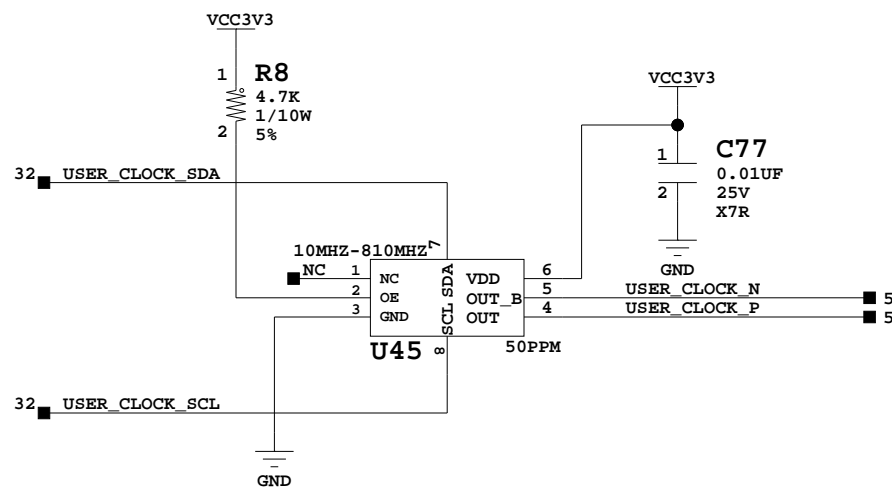 VCC3V3
1
R8
4.7K
1/10W
2
5%
VCC3V3
1
C77
0.01UF
2
25V
X7R
GND
32
USER_CLOCK_SDA
10MHZ-810MHZ
7
NC
1
NC
SDA
VDD
6
2
OE
OUT_B
5
USER_CLOCK_N
5
3
GND
SCL
OUT
4
USER_CLOCK_P
5
U45
8
50PPM
32
USER_CLOCK_SCL
GND